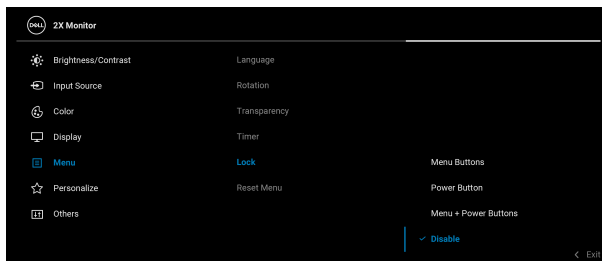 DELL 2X Monitor
Brightness/Contrast Language
Input Source Rotation
Color Transparency
Display Timer
Menu Lock Menu Buttons
Personalize Reset Menu Power Button
Others Menu + Power Buttons
Disable
Exit